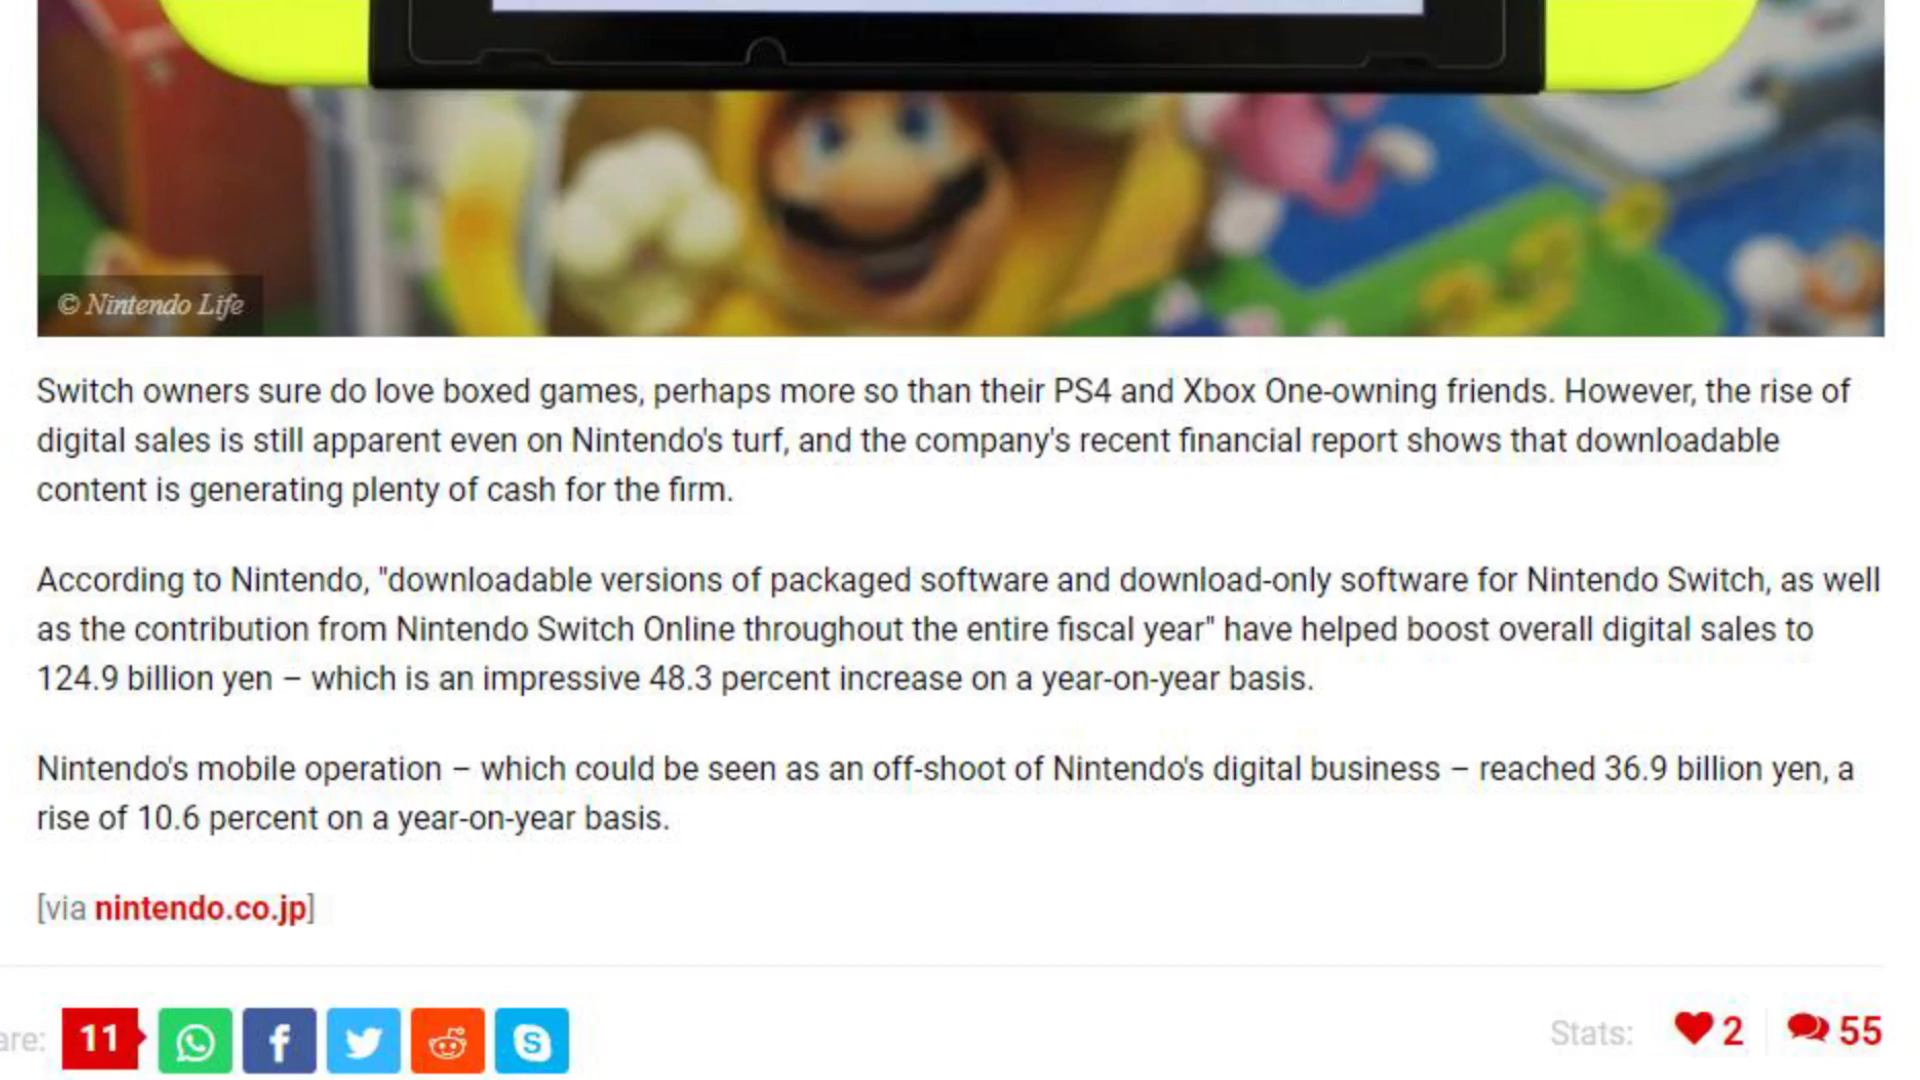 © Nintendo Life
Switch owners sure do love boxed games, perhaps more so than their PS4 and Xbox One-owning friends. However, the rise of
digital sales is still apparent even on Nintendo's turf, and the company's recent financial report shows that downloadable
content is generating plenty of cash for the firm.
According to Nintendo, "downloadable versions of packaged software and download-only software for Nintendo Switch, as well
as the contribution from Nintendo Switch Online throughout the entire fiscal year" have helped boost overall digital sales to
124.9 billion yen – which is an impressive 48.3 percent increase on a year-on-year basis.
Nintendo's mobile operation – which could be seen as an off-shoot of Nintendo's digital business – reached 36.9 billion yen, a
rise of 10.6 percent on a year-on-year basis.
[via nintendo.co.jp]
are: 11 Stats: 2 55